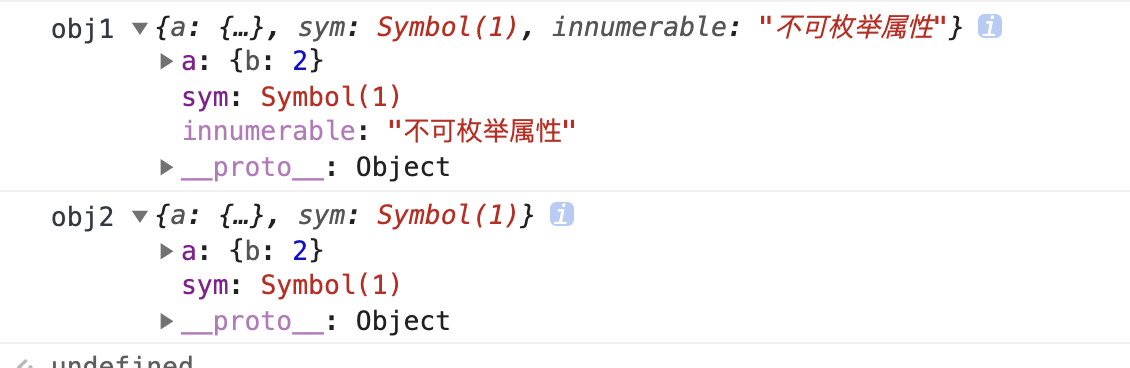 obj1 ▼{a: {…}, sym: Symbol(1), innumerable: "不可枚举属性"} i
▶a: {b: 2}
sym: Symbol(1)
innumerable: "不可枚举属性"
▶__proto__: Object
obj2 ▼{a: {…}, sym: Symbol(1)} i
▶a: {b: 2}
sym: Symbol(1)
▶__proto__: Object
undefined